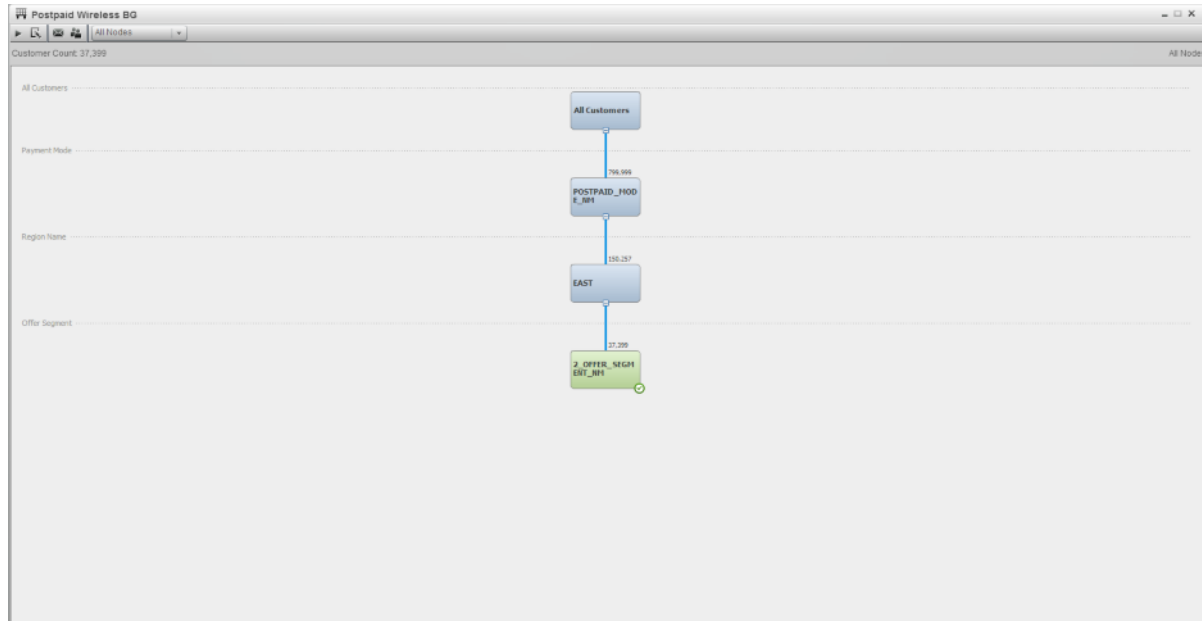 Postpaid Wireless BG
All Nodes
Customer Count: 37,399
All Node
All Customers
All Customers
Payment Mode
799,999
POSTPAID_MOD
E_NM
Region Name
150,257
EAST
Offer Segment
37,399
2_OFFER_SEGM
ENT_NM